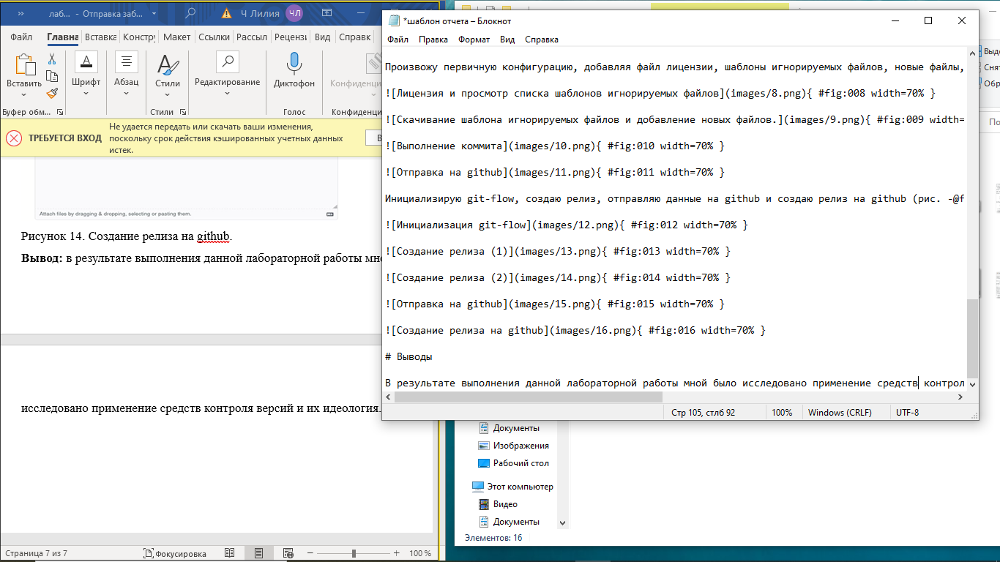 лаб... - Отправка заб...
Ч Лилия
ЧЛ
Файл Главна Вставка Констру Макет Ссылки Рассыл Реценз Вид Справк
Вставить
Шрифт
Абзац
Стили
Редактирование
Диктофон
Конфиденци
Буфер обм...
Стили
Голос
Конфиденци
ТРЕБУЕТСЯ ВХОД
Не удается передать или скачать ваши изменения,
поскольку срок действия кэшированных учетных данных
истек.
Attach files by dragging & dropping, selecting or pasting them.
Рисунок 14. Создание релиза на github.
Вывод: в результате выполнения данной лабораторной работы
исследовано применение средств контроля версий и их идеология.
Страница 7 из 7
Фокусировка
100 %
*шаблон отчета – Блокнот
Файл Правка Формат Вид Справка
Произвожу первичную конфигурацию, добавляя файл лицензии, шаблоны игнорируемых файлов, новые файлы,
![Лицензия и просмотр списка шаблонов игнорируемых файлов](images/8.png){ #fig:008 width=70% }
![Скачивание шаблона игнорируемых файлов и добавление новых файлов.](images/9.png){ #fig:009 width=
![Выполнение коммита](images/10.png){ #fig:010 width=70% }
![Отправка на github](images/11.png){ #fig:011 width=70% }
Инициализирую git-flow, создаю релиз, отправляю данные на github и создаю релиз на github (рис. -@f
![Инициализация git-flow](images/12.png){ #fig:012 width=70% }
![Создание релиза (1)](images/13.png){ #fig:013 width=70% }
![Создание релиза (2)](images/14.png){ #fig:014 width=70% }
![Отправка на github](images/15.png){ #fig:015 width=70% }
![Создание релиза на github](images/16.png){ #fig:016 width=70% }
# Выводы
В результате выполнения данной лабораторной работы мной было исследовано применение средств контрол
Стр 105, стлб 92
100%
Windows (CRLF)
UTF-8
Выде
Снят
Обр
По
Документы
Изображения
Рабочий стол
Этот компьютер
Видео
Документы
Элементов: 16